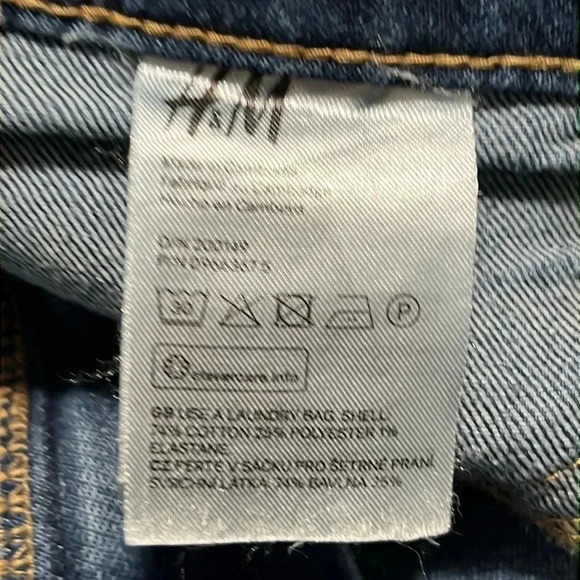 H&M
O/N 200149
30
P
clevercare.info
GB USE A LAUNDRY BAG. SHELL
74% COTTON 25% POLYESTER 1%
ELASTANE.
CZ PERTE V SÁČKU PRO ŠETRNÉ PRANÍ
SVRCHNÍ LÁTKA: 74% BAVLNA 25%